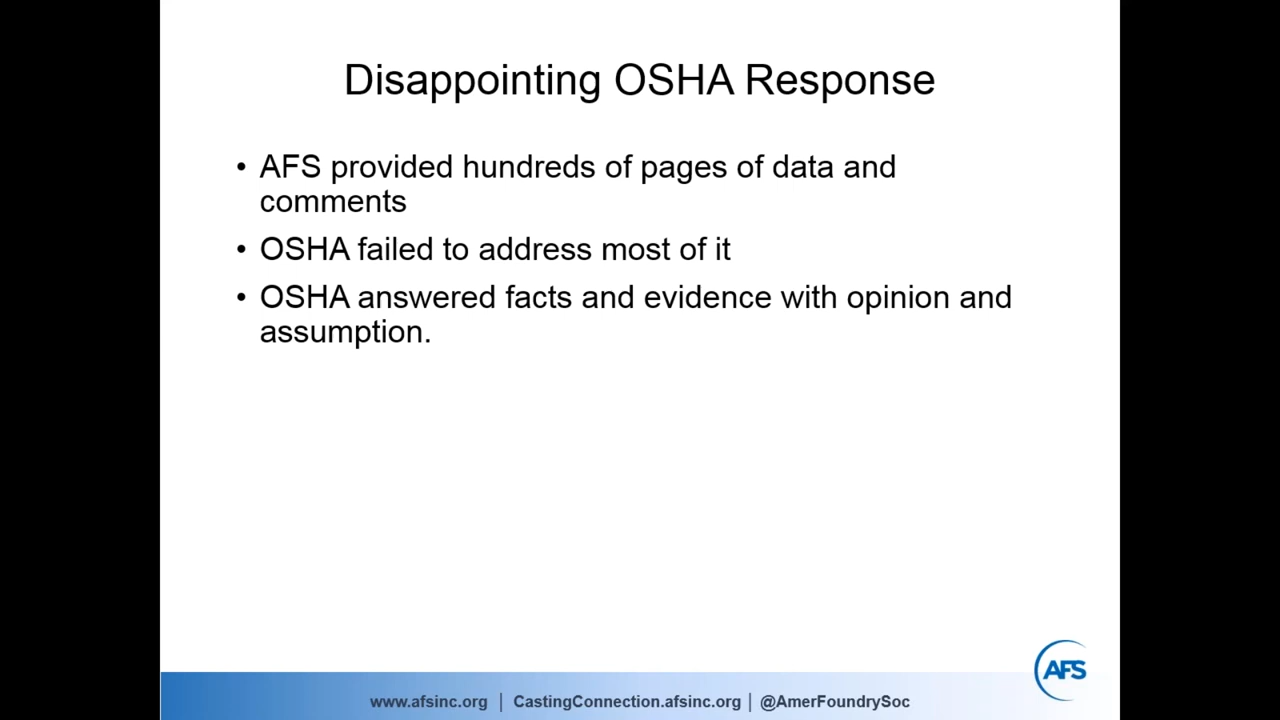 Disappointing OSHA Response
• AFS provided hundreds of pages of data and
comments
• OSHA failed to address most of it
• OSHA answered facts and evidence with opinion and
assumption.
AFS
www.afsinc.org | CastingConnection.afsinc.org | @AmerFoundrySoc